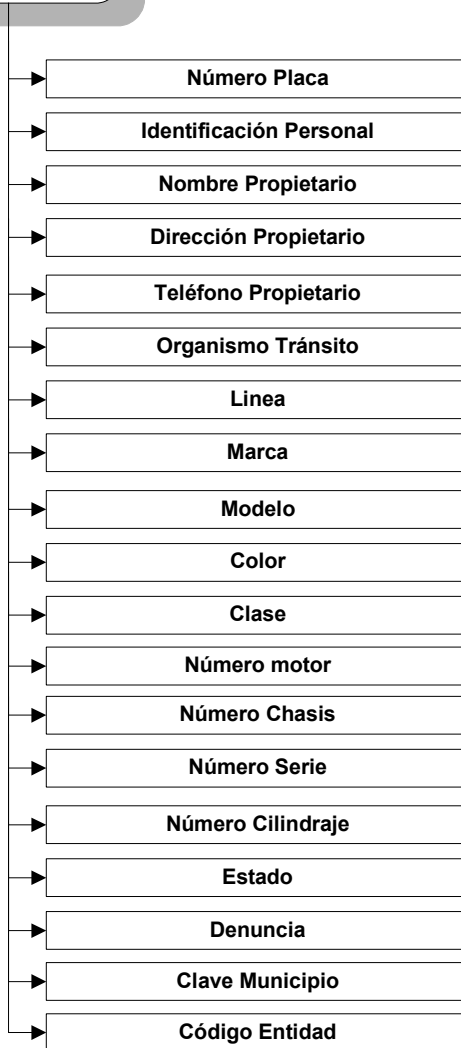 Número Placa
Identificación Personal
Nombre Propietario
Dirección Propietario
Teléfono Propietario
Organismo Tránsito
Linea
Marca
Modelo
Color
Clase
Número motor
Número Chasis
Número Serie
Número Cilindraje
Estado
Denuncia
Clave Municipio
Código Entidad